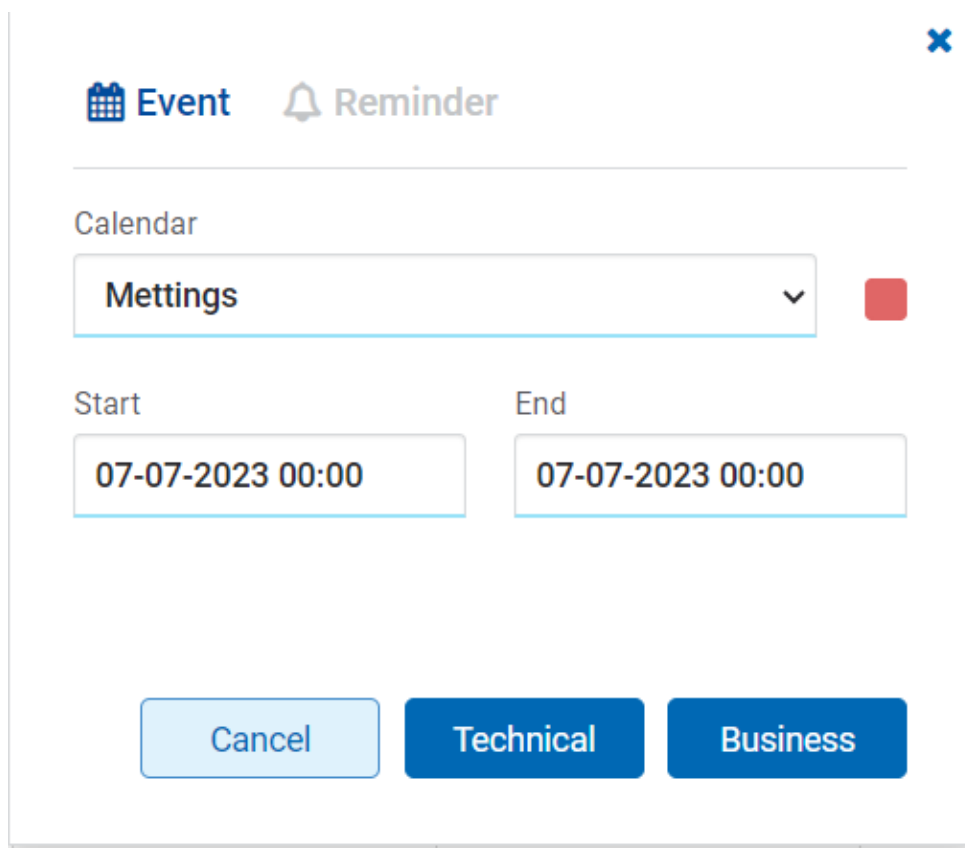 Event Reminder
Calendar
Mettings
Start End
07-07-2023 00:00 07-07-2023 00:00
Cancel Technical Business